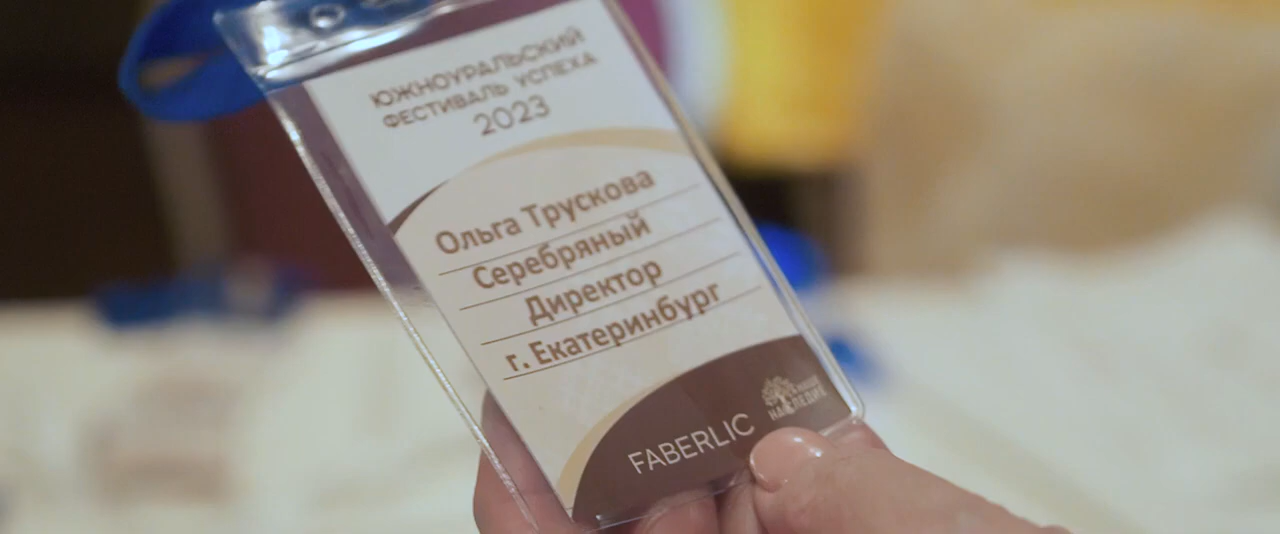 ЮЖНОУРАЛЬСКИЙ
ФЕСТИВАЛЬ УСПЕХА
2023
Ольга Трускова
Серебряный
Директор
г. Екатеринбург
FABERLIC